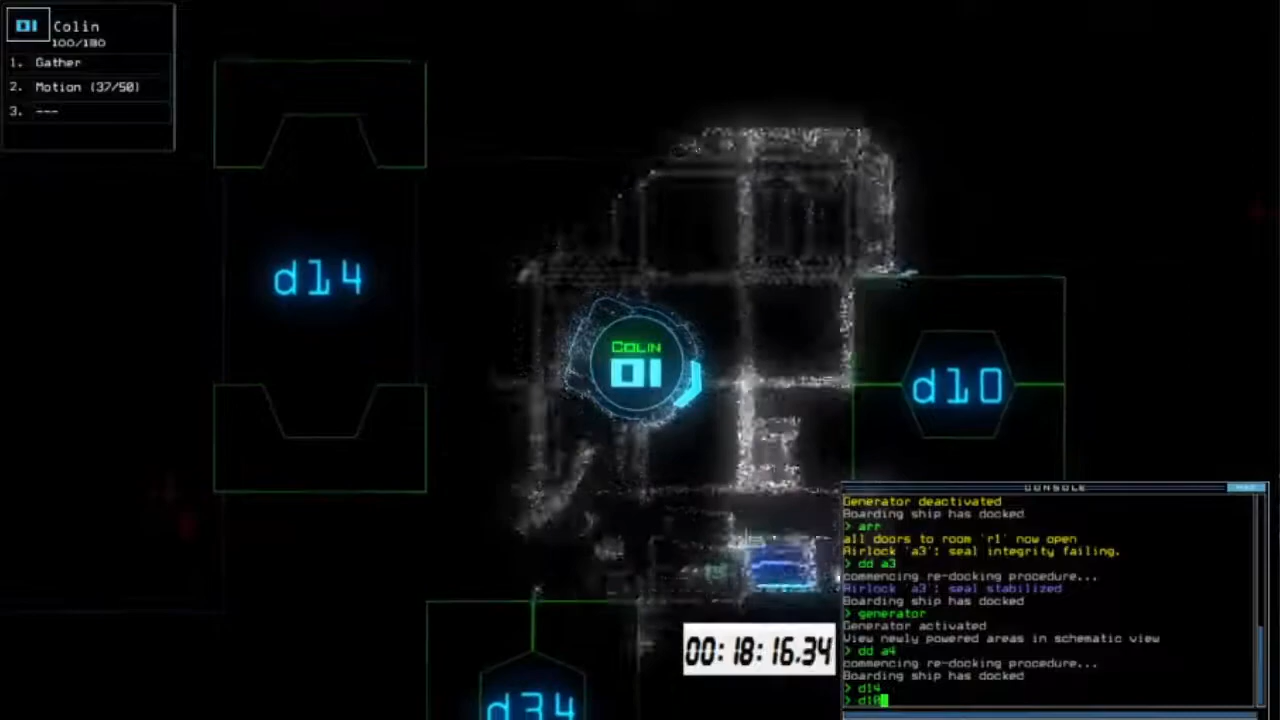 01 Colin
100/180
1. Gather
2. Motion (37/50)
3. ---
d14
Colin
01
d10
d34
00:18:16.34
CONSOLE
Generator deactivated
Boarding ship has docked
> arr
all doors to room 'r1' now open
Airlock 'a3': seal integrity failing.
> dd a3
commencing re-docking procedure...
Airlock 'a3': seal stabilized
Boarding ship has docked
> generator
Generator activated
View newly powered areas in schematic view
> dd a4
commencing re-docking procedure...
Boarding ship has docked
> d14
> d10